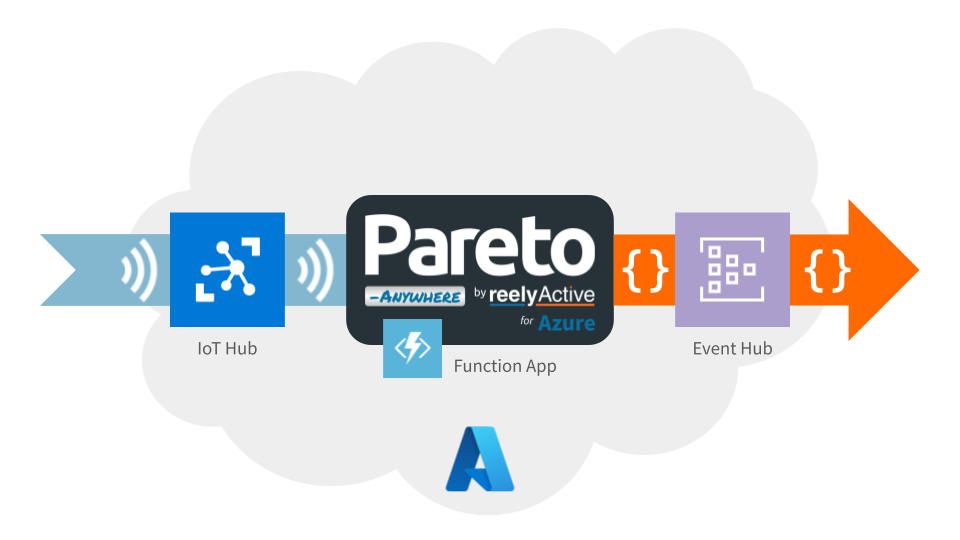 Pareto
-ANYWHERE by reelyActive
for Azure
{ } { }
IoT Hub
Function App
Event Hub